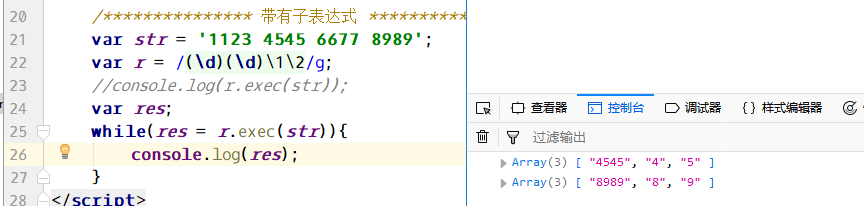 20 /*************** 带有子表达式 **********
21 var str = '1123 4545 6677 8989';
22 var r = /(\d)(\d)\1\2/g;
23 //console.log(r.exec(str));
24 var res;
25 while(res = r.exec(str)){
26 console.log(res);
27 }
28 </script>
查看器 控制台 调试器 {} 样式编辑器
过滤输出
Array(3) [ "4545", "4", "5" ]
Array(3) [ "8989", "8", "9" ]